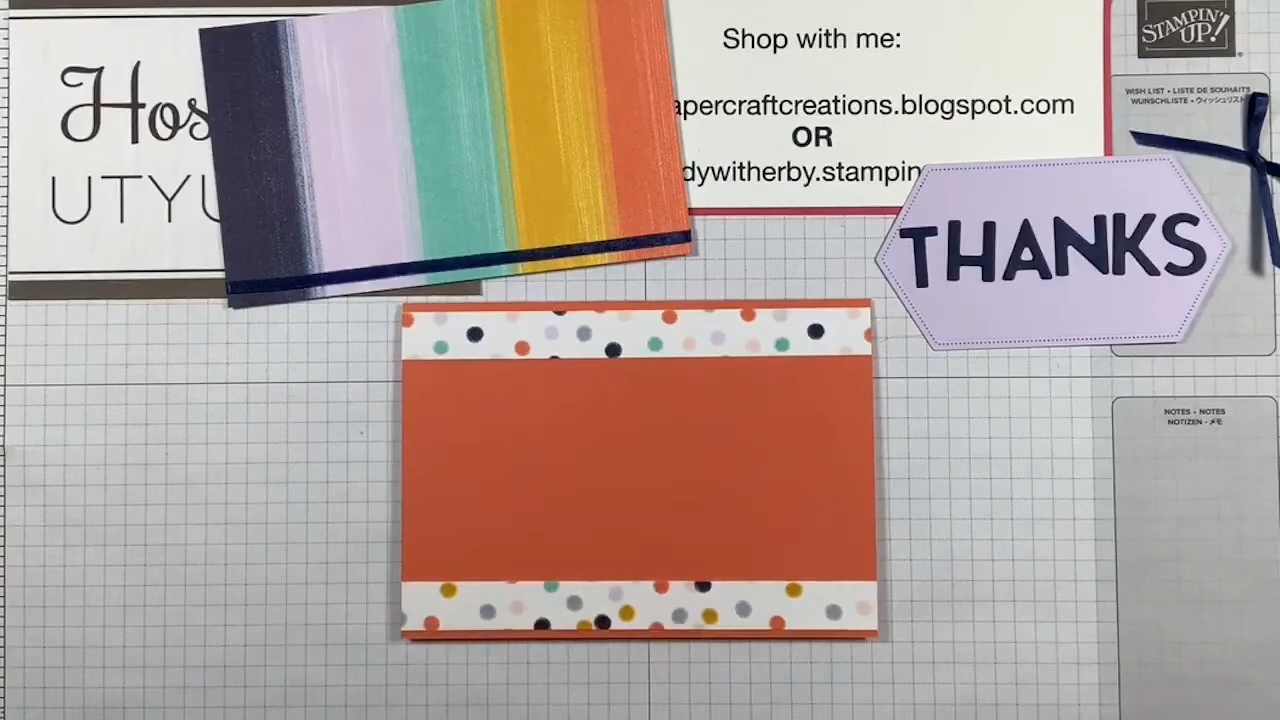 Hos
UTYU
Shop with me:
apercraftcreations.blogspot.com
OR
dywitherby.stampin
STAMPIN' UP!
WISH LIST • LISTE DE SOUHAITS
WUNSCHLISTE • ウィッシュリスト
THANKS
NOTES • NOTES
NOTIZEN • メモ